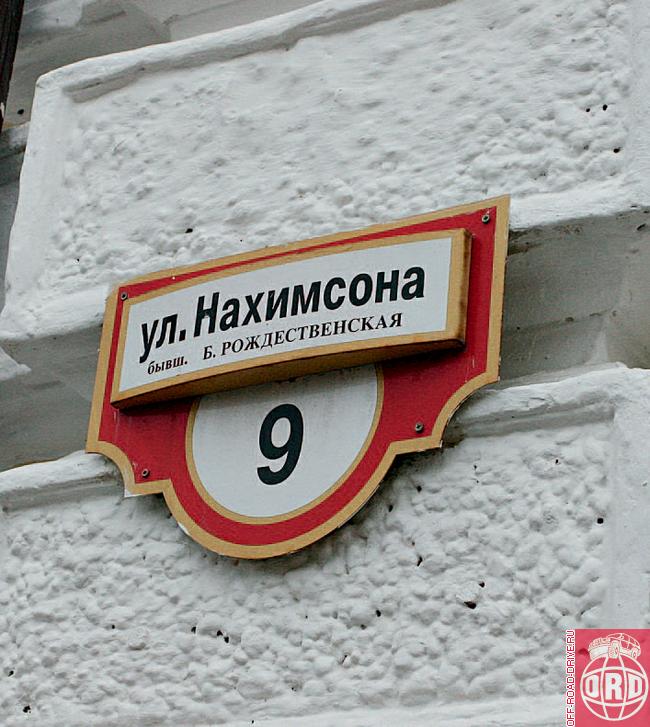 ул. Нахимсона
бывш. Б. РОЖДЕСТВЕНСКАЯ
9
OFF-ROAD-DRIVE.RU
ORD